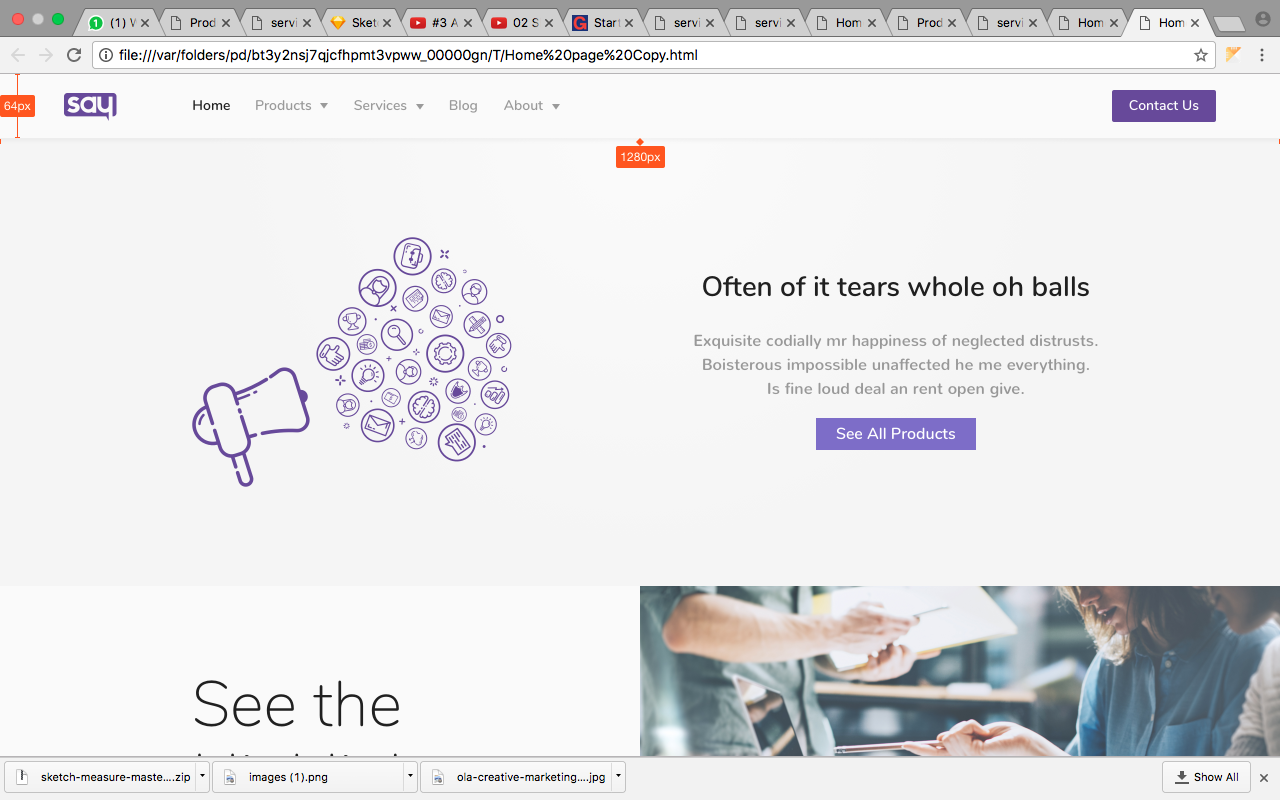 (1) W
Prod
servi
Sketc
#3 A
02 S
Start
servi
servi
Hom
Prod
servi
Hom
Hom
file:///var/folders/pd/bt3y2nsj7qjcfhpmt3vpww_00000gn/T/Home%20page%20Copy.html
64px
say
Home
Products
Services
Blog
About
Contact Us
1280px
Often of it tears whole oh balls
Exquisite codially mr happiness of neglected distrusts.
Boisterous impossible unaffected he me everything.
Is fine loud deal an rent open give.
See All Products
See the
sketch-measure-maste....zip
images (1).png
ola-creative-marketing....jpg
Show All